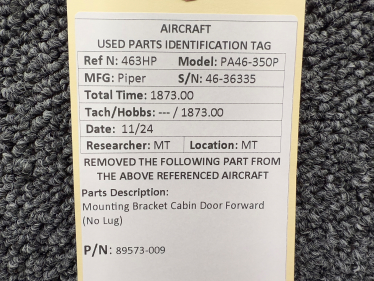 AIRCRAFT
USED PARTS IDENTIFICATION TAG
Ref N: 463HP Model: PA46-350P
MFG: Piper S/N: 46-36335
Total Time: 1873.00
Tach/Hobbs: --- / 1873.00
Date: 11/24
Researcher: MT Location: MT
REMOVED THE FOLLOWING PART FROM
THE ABOVE REFERENCED AIRCRAFT
Parts Description:
Mounting Bracket Cabin Door Forward
(No Lug)
P/N: 89573-009